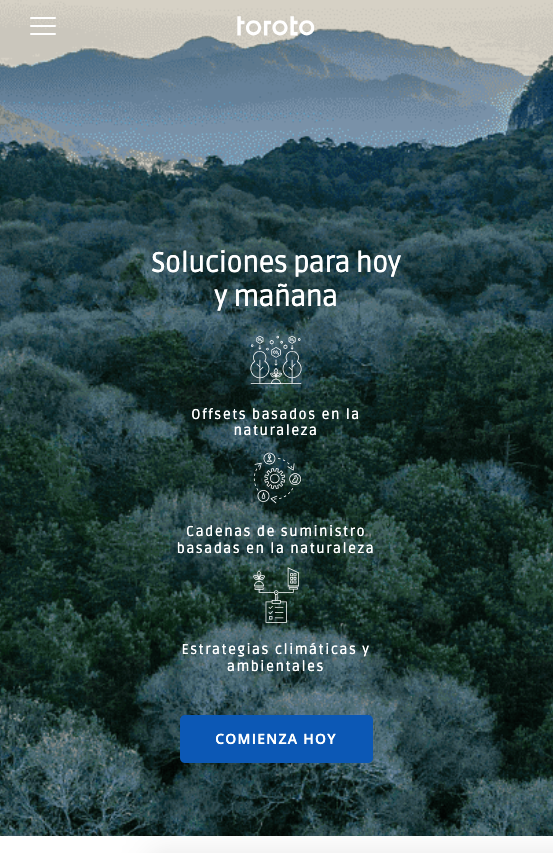 toroto
Soluciones para hoy
y mañana
Offsets basados en la
naturaleza
Cadenas de suministro
basadas en la naturaleza
Estrategias climáticas y
ambientales
COMIENZA HOY